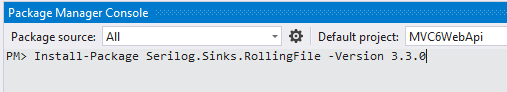 Package Manager Console
Package source: All Default project: MVC6WebApi
PM> Install-Package Serilog.Sinks.RollingFile -Version 3.3.0